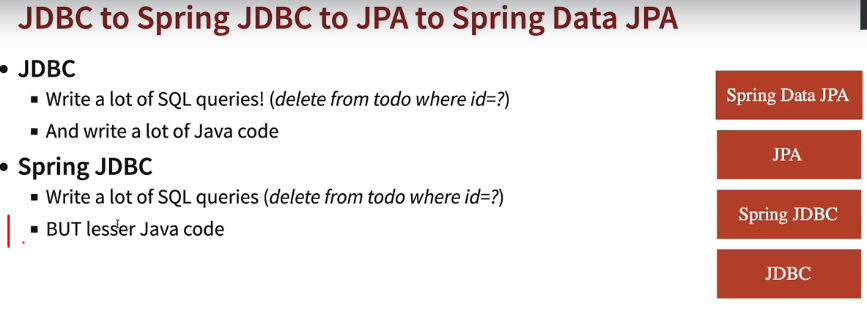 JDBC to Spring JDBC to JPA to Spring Data JPA
• JDBC
▪ Write a lot of SQL queries! (delete from todo where id=?)
▪ And write a lot of Java code
• Spring JDBC
▪ Write a lot of SQL queries (delete from todo where id=?)
▪ BUT lesser Java code
Spring Data JPA
JPA
Spring JDBC
JDBC